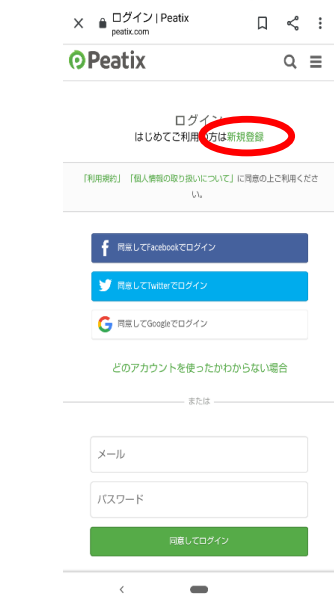 ログイン | Peatix
peatix.com
Peatix
ログイン
はじめてご利用の方は新規登録
「利用規約」「個人情報の取り扱いについて」に同意の上ご利用くださ
い。
同意してFacebookでログイン
同意してTwitterでログイン
同意してGoogleでログイン
どのアカウントを使ったかわからない場合
または
メール
パスワード
同意してログイン